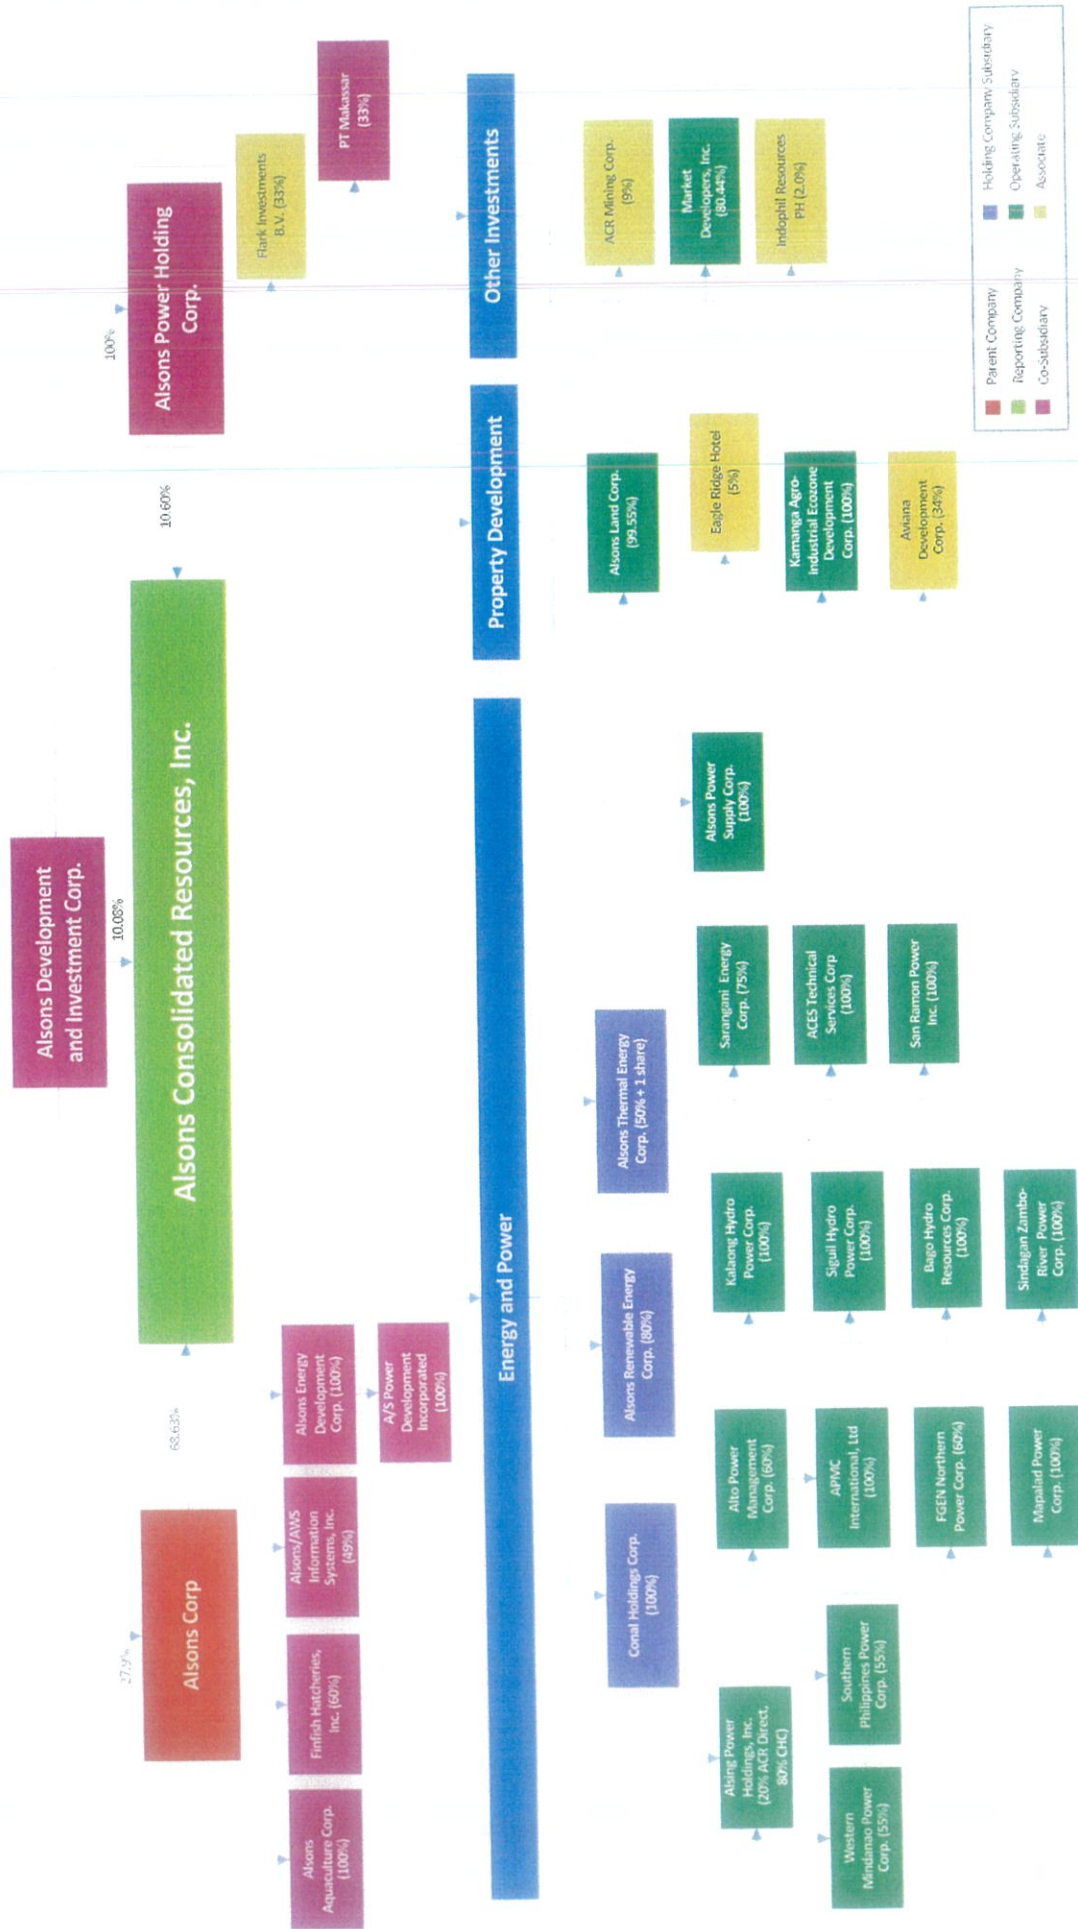 Alsons Development
and Investment Corp.
27.9%
10.08%
100%
Alsons Corp
68.63%
Alsons Consolidated Resources, Inc.
10.60%
Alsons Power Holding
Corp.
Alsons
Aquaculture Corp.
(100%)
Finfish Hatcheries,
Inc. (60%)
Alsons/AWS
Information
Systems, Inc.
(49%)
Alsons Energy
Development
Corp. (100%)
A/S Power
Development
Incorporated
(100%)
Flark Investments
B.V. (33%)
PT Makassar
(33%)
Energy and Power
Property Development
Other Investments
Conal Holdings Corp.
(100%)
Alsons Renewable Energy
Corp. (80%)
Alsons Thermal Energy
Corp. (50% + 1 share)
Alsons Power
Supply Corp.
(100%)
Alsing Power
Holdings, Inc.
(20% ACR Direct,
80% CHC)
Western
Mindanao Power
Corp. (55%)
Southern
Philippines Power
Corp. (55%)
Alto Power
Management
Corp. (60%)
APMC
International, Ltd
(100%)
FGEN Northern
Power Corp. (60%)
Mapalad Power
Corp. (100%)
Kalaong Hydro
Power Corp.
(100%)
Siguil Hydro
Power Corp.
(100%)
Bago Hydro
Resources Corp.
(100%)
Sindagan Zambo-
River Power
Corp. (100%)
Sarangani Energy
Corp. (75%)
ACES Technical
Services Corp
(100%)
San Ramon Power
Inc. (100%)
Alsons Land Corp.
(99.55%)
Eagle Ridge Hotel
(5%)
Kamanga Agro-
Industrial Ecozone
Development
Corp. (100%)
Aviana
Development
Corp. (34%)
ACR Mining Corp.
(9%)
Market
Developers, Inc.
(80.44%)
Indophil Resources
PH (2.0%)
Parent Company
Holding Company Subsidiary
Reporting Company
Operating Subsidiary
Co-Subsidiary
Associate